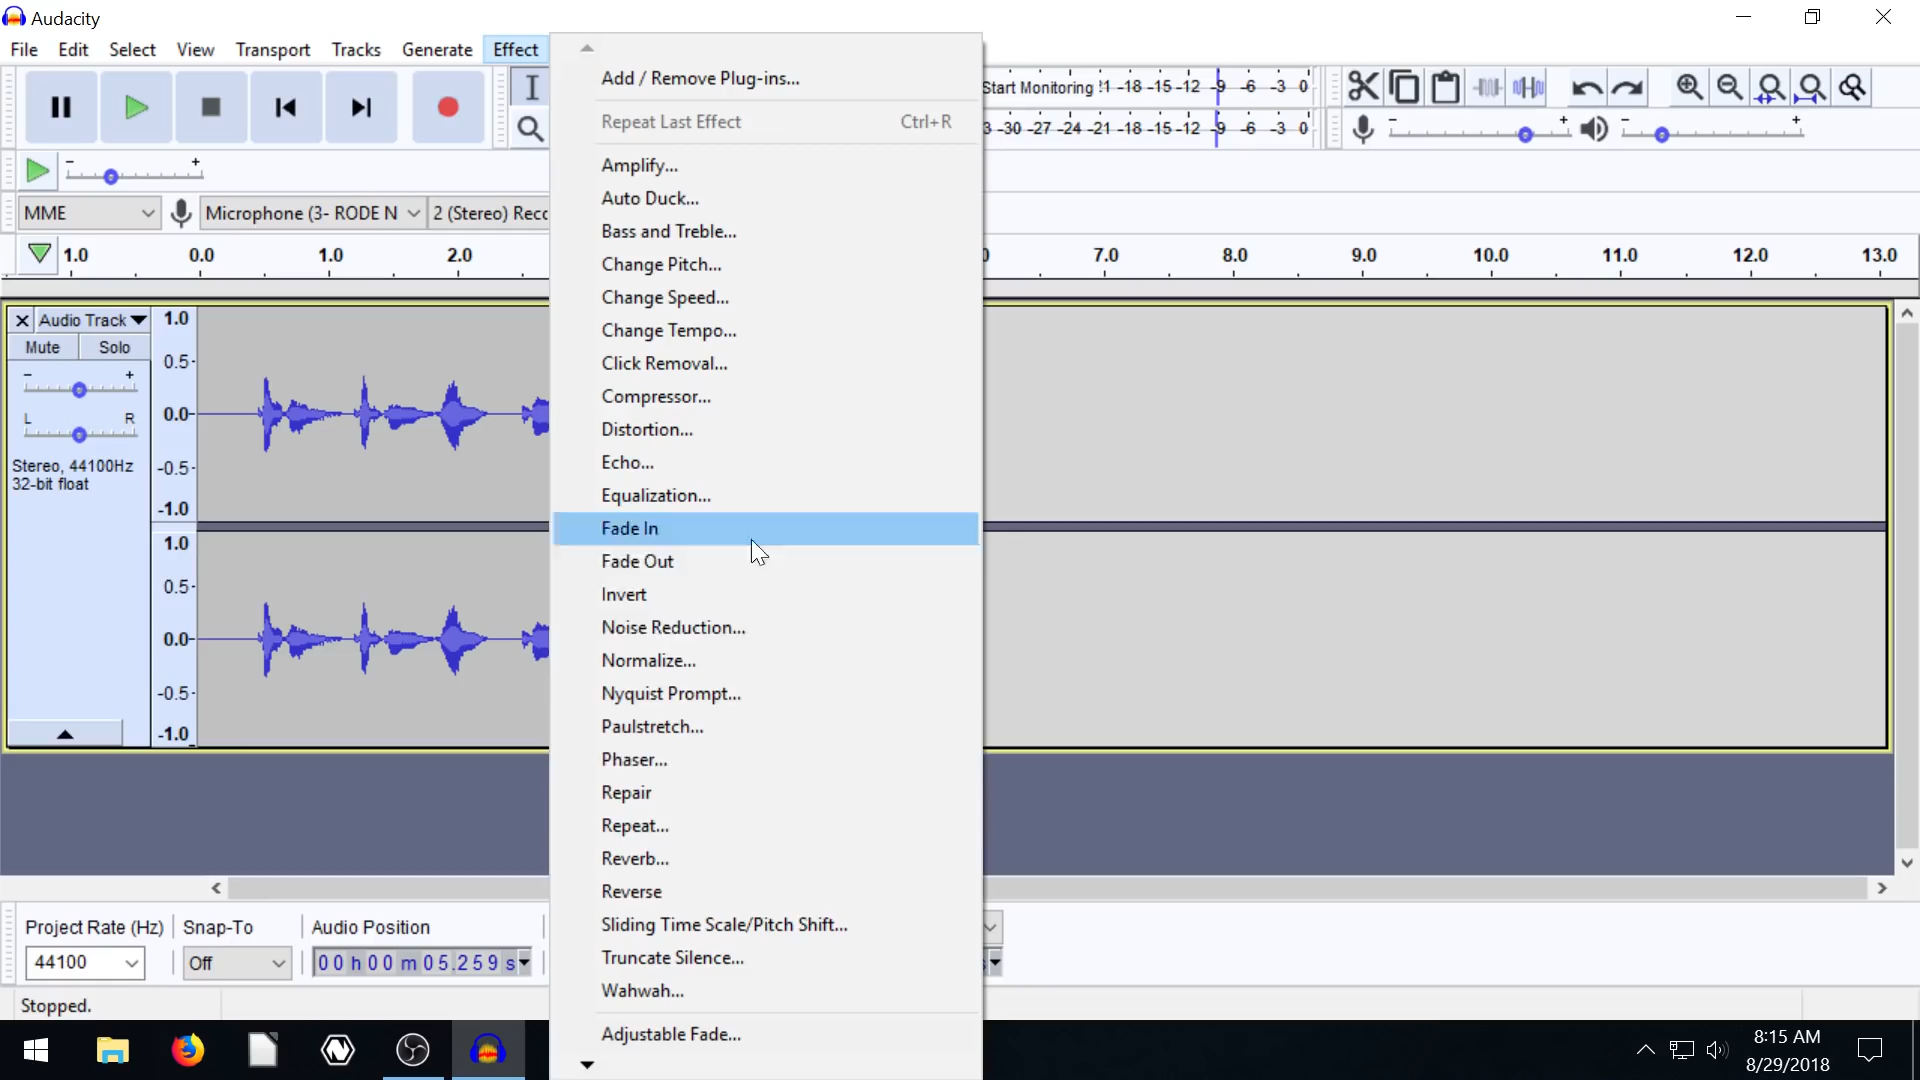 Audacity
File Edit Select View Transport Tracks Generate Effect
Add / Remove Plug-ins...
Repeat Last Effect Ctrl+R
Amplify...
Auto Duck...
Bass and Treble...
Change Pitch...
Change Speed...
Change Tempo...
Click Removal...
Compressor...
Distortion...
Echo...
Equalization...
Fade In
Fade Out
Invert
Noise Reduction...
Normalize...
Nyquist Prompt...
Paulstretch...
Phaser...
Repair
Repeat...
Reverb...
Reverse
Sliding Time Scale/Pitch Shift...
Truncate Silence...
Wahwah...
Adjustable Fade...
Start Monitoring !1 -18 -15 -12 -9 -6 -3 0
3 -30 -27 -24 -21 -18 -15 -12 -9 -6 -3 0
- +
- +
- +
MME Microphone (3- RODE N 2 (Stereo) Recc
1.0 0.0 1.0 2.0 7.0 8.0 9.0 10.0 11.0 12.0 13.0
Audio Track
Mute Solo
- +
L R
Stereo, 44100Hz
32-bit float
1.0
0.5
0.0
-0.5
-1.0
1.0
0.5
0.0
-0.5
-1.0
Project Rate (Hz) Snap-To Audio Position
44100 Off 00 h 00 m 05.259 s
Stopped.
8:15 AM
8/29/2018